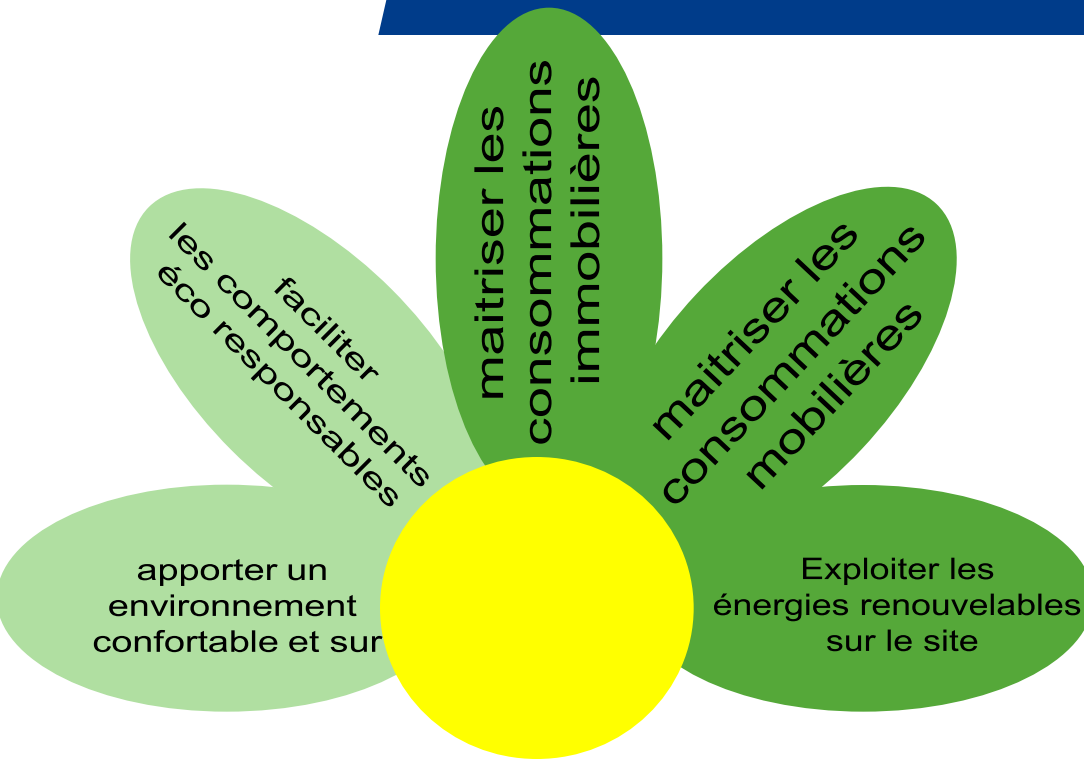 apporter un
environnement
confortable et sur
faciliter
les comportements
éco responsables
maitriser les
consommations
immobilières
maitriser les
consommations
mobilières
Exploiter les
énergies renouvelables
sur le site